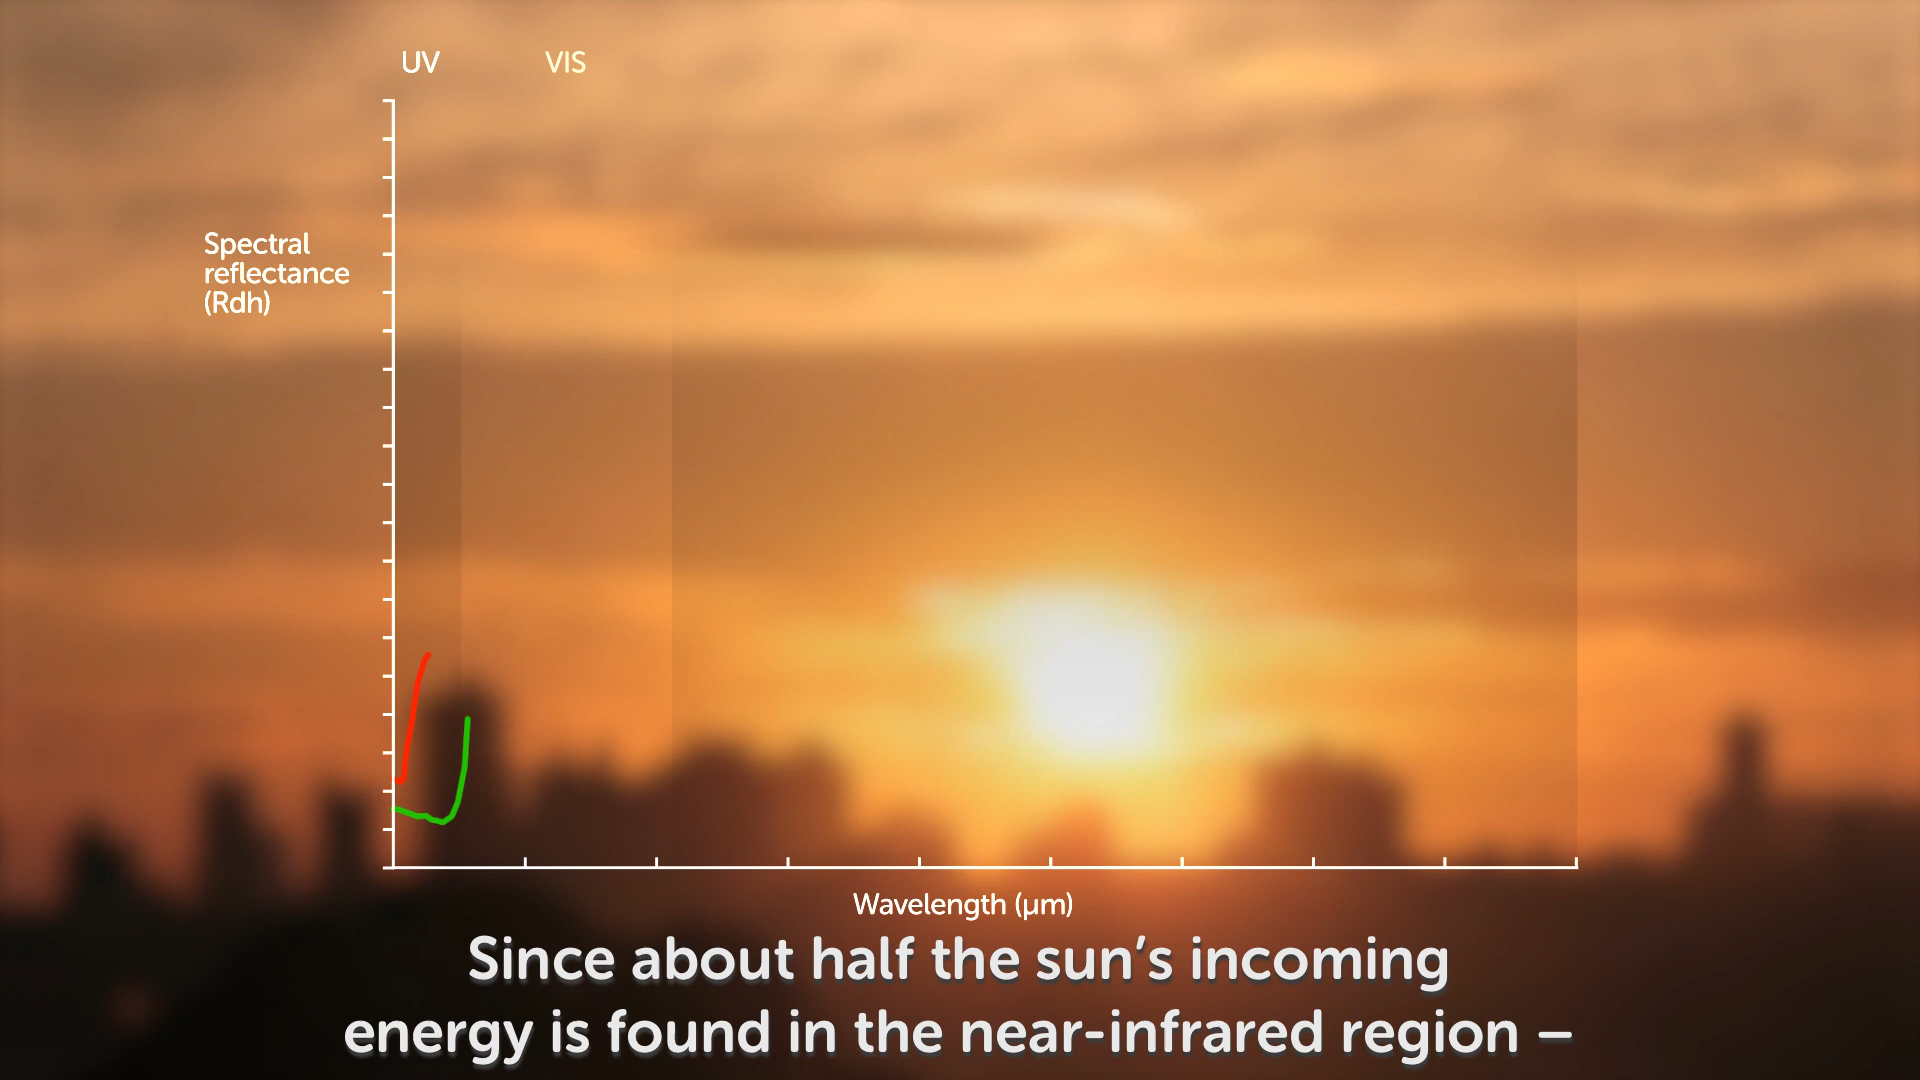 UV VIS
Spectral
reflectance
(Rdh)
Wavelength (µm)
Since about half the sun’s incoming
energy is found in the near-infrared region –